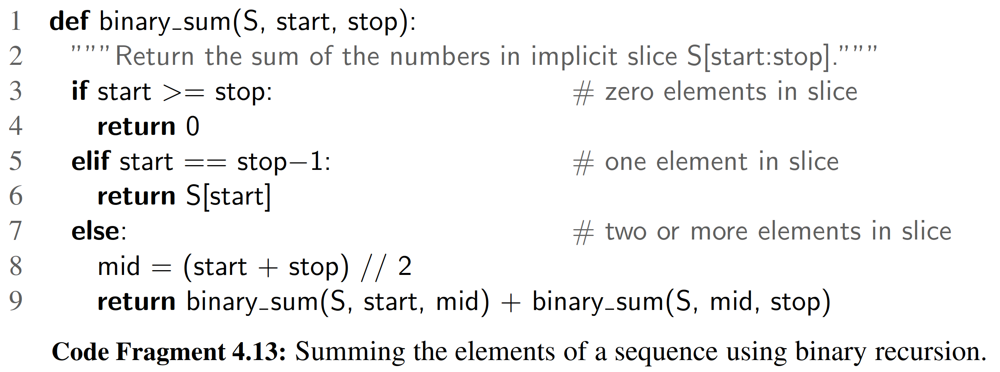 1 def binary_sum(S, start, stop):
2 """Return the sum of the numbers in implicit slice S[start:stop]."""
3 if start >= stop: # zero elements in slice
4 return 0
5 elif start == stop−1: # one element in slice
6 return S[start]
7 else: # two or more elements in slice
8 mid = (start + stop) // 2
9 return binary_sum(S, start, mid) + binary_sum(S, mid, stop)
Code Fragment 4.13: Summing the elements of a sequence using binary recursion.